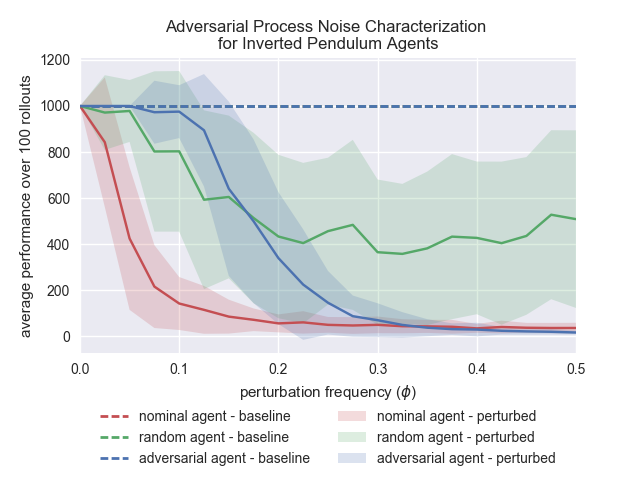 Adversarial Process Noise Characterization
for Inverted Pendulum Agents
average performance over 100 rollouts
1200
1000
800
600
400
200
0
0.0 0.1 0.2 0.3 0.4 0.5
perturbation frequency (ϕ)
nominal agent - baseline nominal agent - perturbed
random agent - baseline random agent - perturbed
adversarial agent - baseline adversarial agent - perturbed